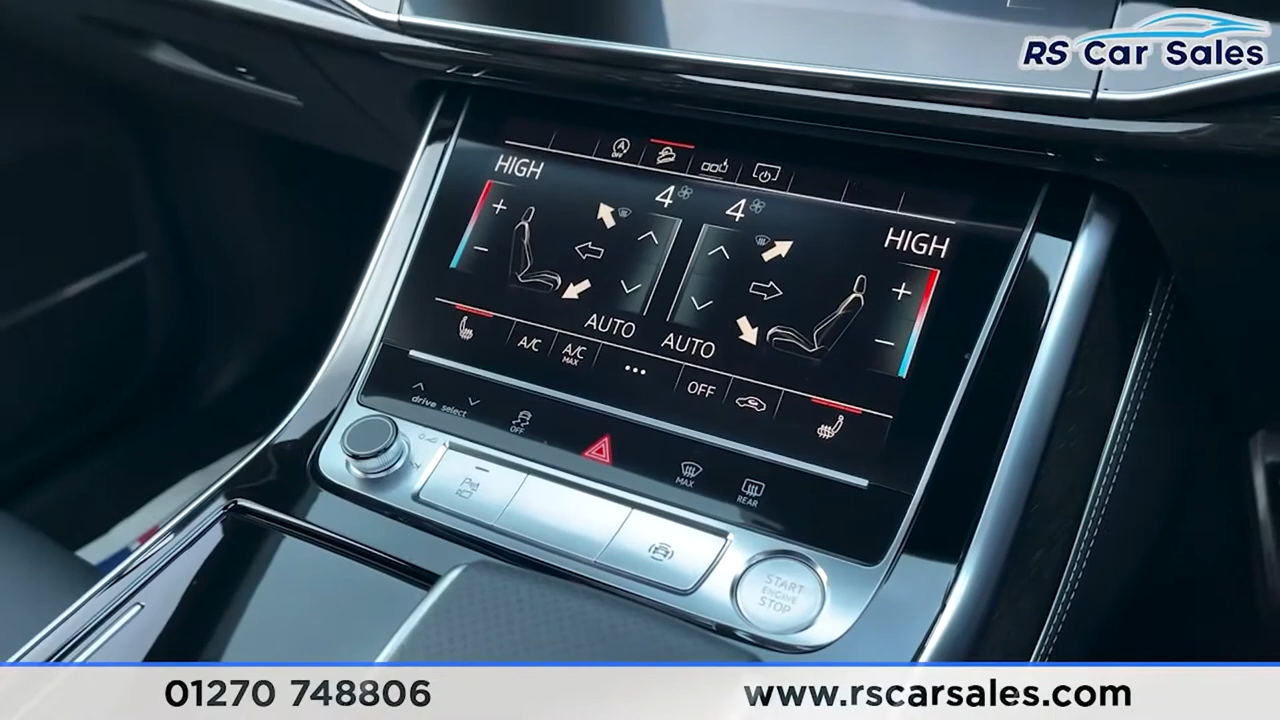 RS Car Sales
A
OFF
HIGH
4
4
HIGH
+
+
−
−
AUTO
AUTO
A/C
A/C
MAX
...
OFF
drive select
OFF
MAX
REAR
START
ENGINE
STOP
01270 748806
www.rscarsales.com